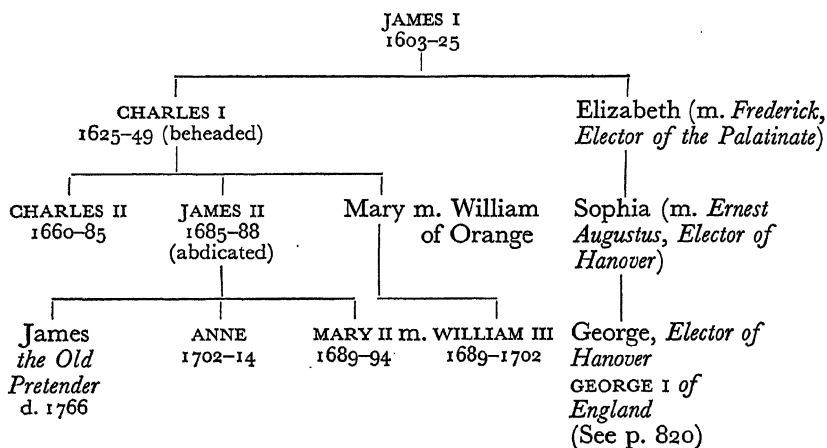 JAMES I
1603–25
CHARLES I
1625–49 (beheaded)
Elizabeth (m. Frederick,
Elector of the Palatinate)
CHARLES II
1660–85
JAMES II
1685–88
(abdicated)
Mary m. William
of Orange
Sophia (m. Ernest
Augustus, Elector of
Hanover)
James
the Old
Pretender
d. 1766
ANNE
1702–14
MARY II m. WILLIAM III
1689–94 1689–1702
George, Elector of
Hanover
GEORGE I of
England
(See p. 820)